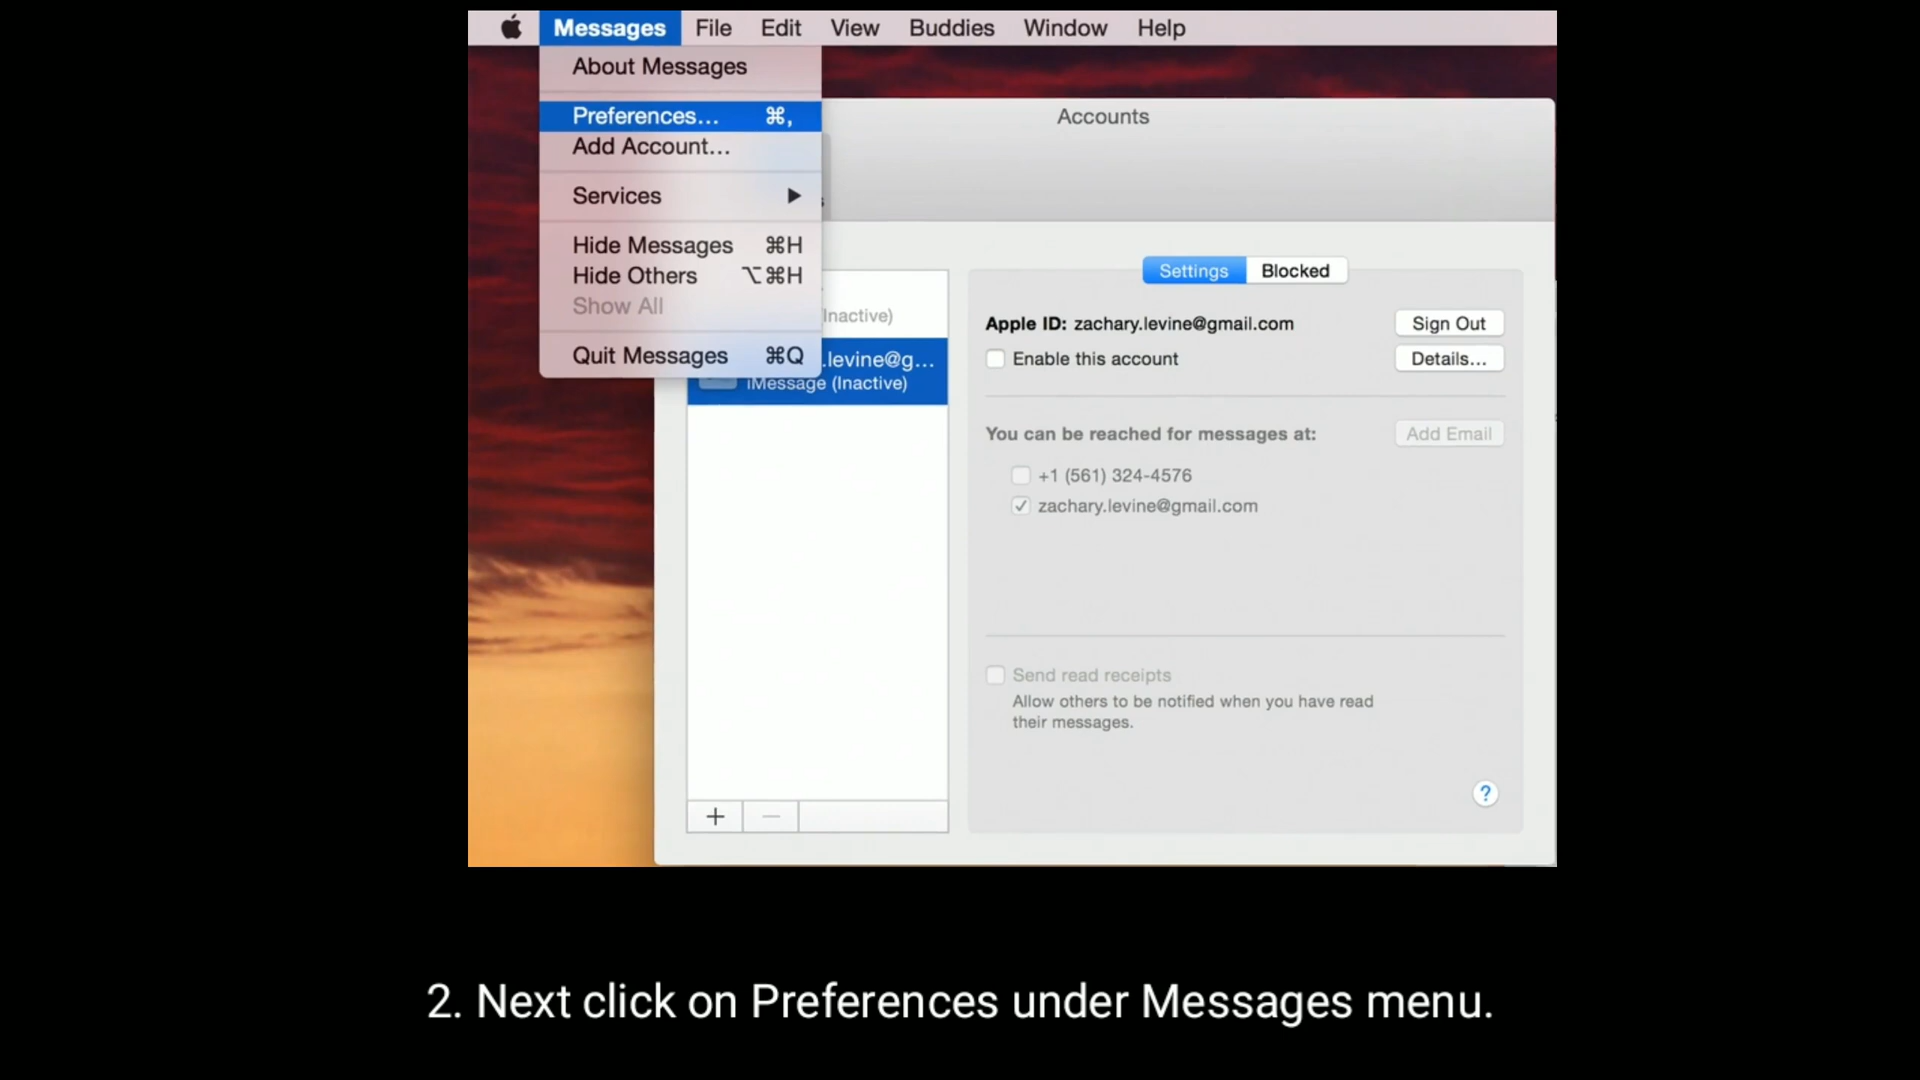 Messages File Edit View Buddies Window Help
About Messages
Preferences... ⌘,
Add Account...
Services ▶
Hide Messages ⌘H
Hide Others ⌥⌘H
Show All
Quit Messages ⌘Q
Accounts
Inactive)
.levine@g...
iMessage (Inactive)
Settings Blocked
Apple ID: zachary.levine@gmail.com Sign Out
Enable this account Details...
You can be reached for messages at: Add Email
+1 (561) 324-4576
zachary.levine@gmail.com
Send read receipts
Allow others to be notified when you have read
their messages.
?
2. Next click on Preferences under Messages menu.